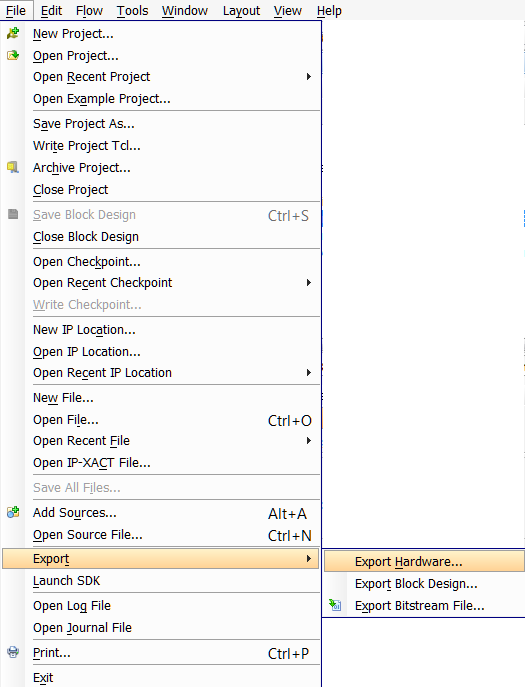 File Edit Flow Tools Window Layout View Help
New Project...
Open Project...
Open Recent Project
Open Example Project...
Save Project As...
Write Project Tcl...
Archive Project...
Close Project
Save Block Design Ctrl+S
Close Block Design
Open Checkpoint...
Open Recent Checkpoint
Write Checkpoint...
New IP Location...
Open IP Location...
Open Recent IP Location
New File...
Open File... Ctrl+O
Open Recent File
Open IP-XACT File...
Save All Files...
Add Sources... Alt+A
Open Source File... Ctrl+N
Export
Export Hardware...
Export Block Design...
Export Bitstream File...
Launch SDK
Open Log File
Open Journal File
Print... Ctrl+P
Exit